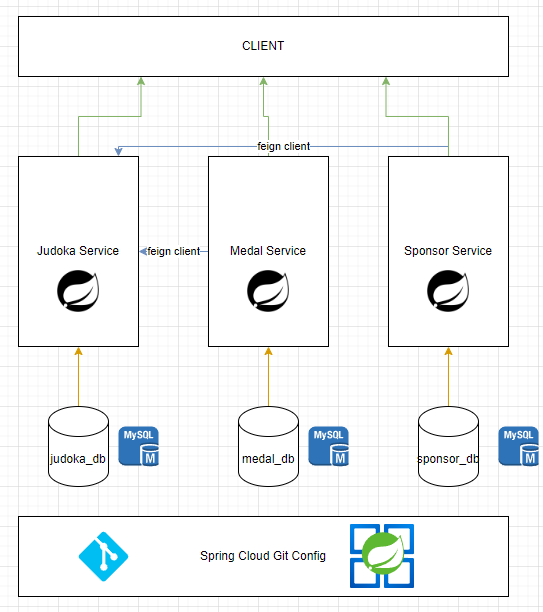 CLIENT
feign client
Judoka Service
feign client
Medal Service
Sponsor Service
MySQL
M
MySQL
M
MySQL
M
judoka_db
medal_db
sponsor_db
Spring Cloud Git Config